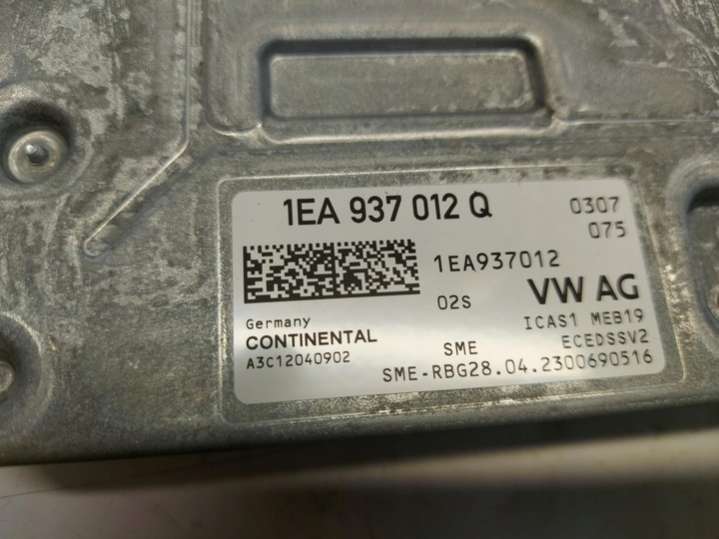 1EA 937 012 Q
0307
075
1EA937012
02S
VW AG
ICAS1 MEB19
Germany
CONTINENTAL
A3C12040902
SME
ECEDSSV2
SME-RBG28.04.2300690516